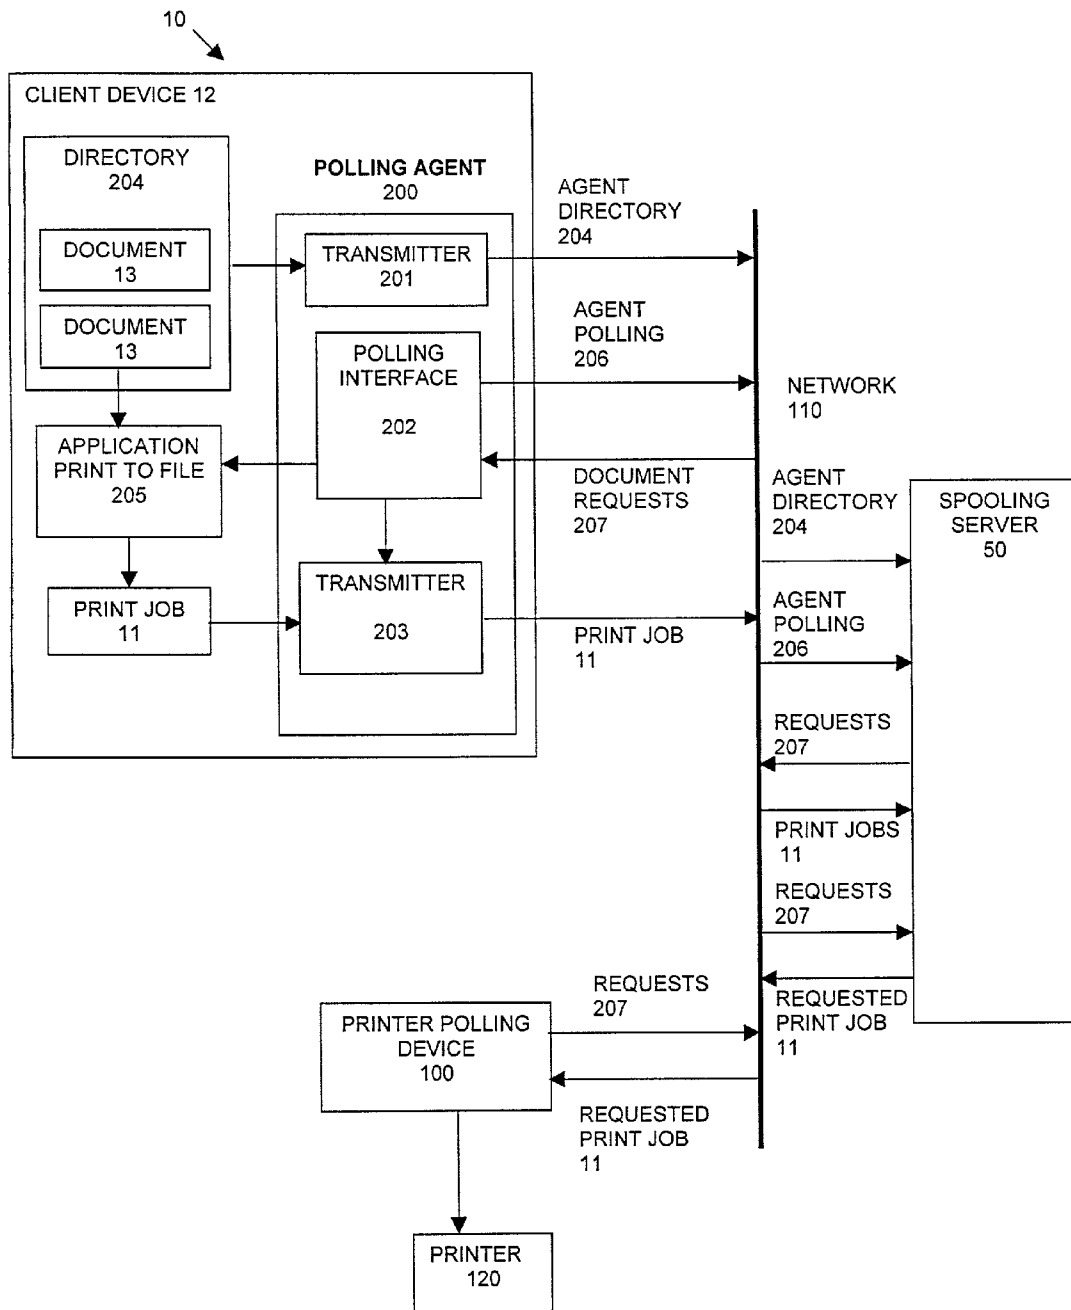 10
CLIENT DEVICE 12
DIRECTORY
204
DOCUMENT
13
DOCUMENT
13
APPLICATION
PRINT TO FILE
205
PRINT JOB
11
POLLING AGENT
200
TRANSMITTER
201
POLLING
INTERFACE
202
TRANSMITTER
203
AGENT
DIRECTORY
204
AGENT
POLLING
206
DOCUMENT
REQUESTS
207
PRINT JOB
11
NETWORK
110
AGENT
DIRECTORY
204
AGENT
POLLING
206
REQUESTS
207
PRINT JOBS
11
REQUESTS
207
REQUESTED
PRINT JOB
11
SPOOLING
SERVER
50
PRINTER POLLING
DEVICE
100
REQUESTS
207
REQUESTED
PRINT JOB
11
PRINTER
120